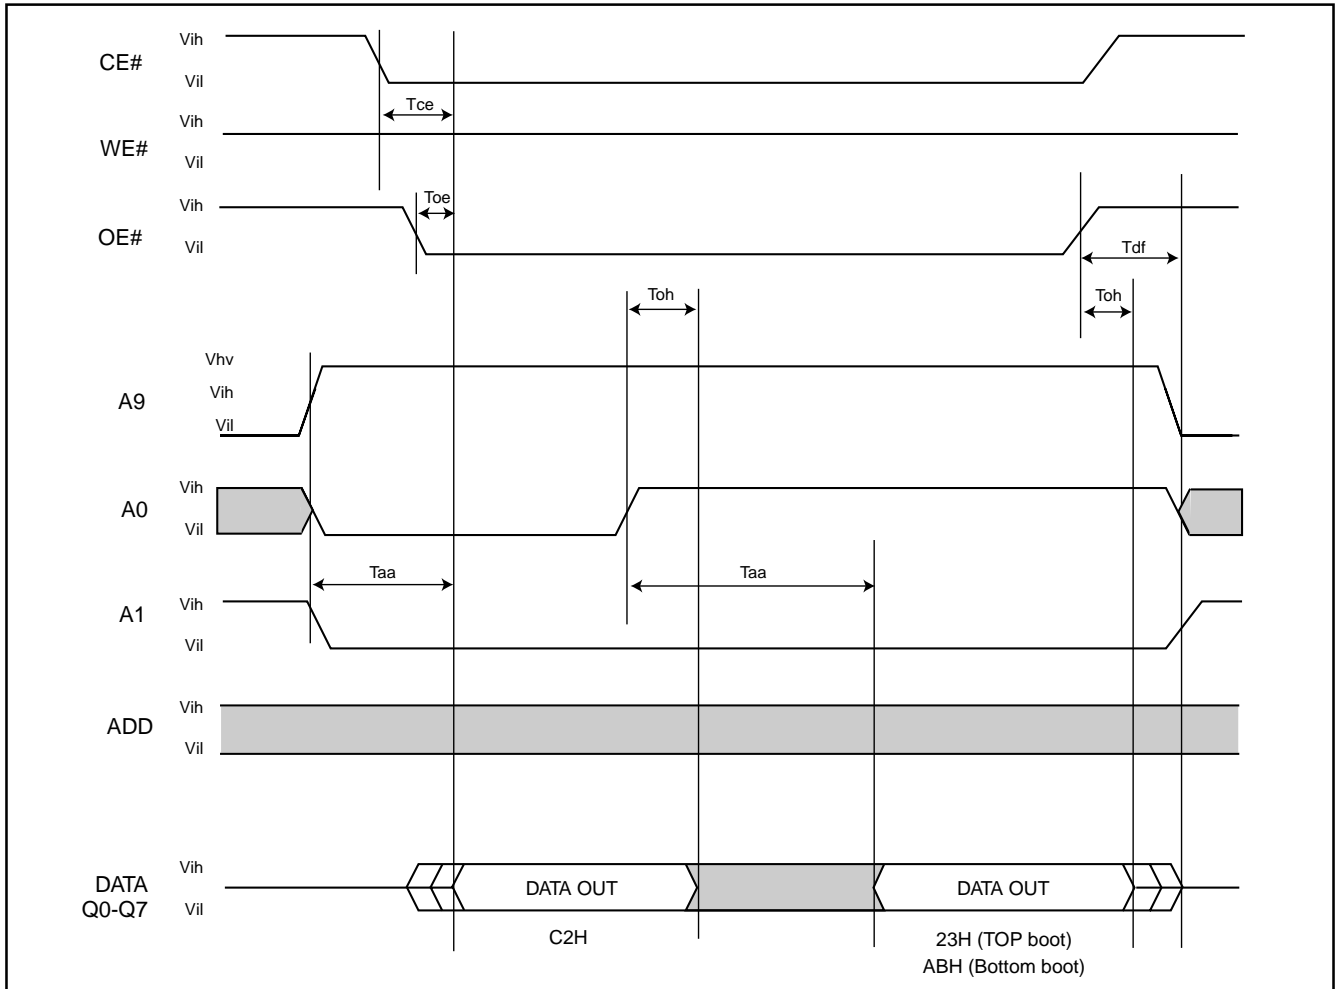 Vih
CE#
Vil
Tce
Vih
WE#
Vil
Toe
Vih
OE#
Vil
Tdf
Toh
Toh
Vhv
Vih
A9
Vil
Vih
A0
Vil
Taa
Taa
Vih
A1
Vil
Vih
ADD
Vil
Vih
DATA
Q0-Q7
Vil
DATA OUT
DATA OUT
C2H
23H (TOP boot)
ABH (Bottom boot)